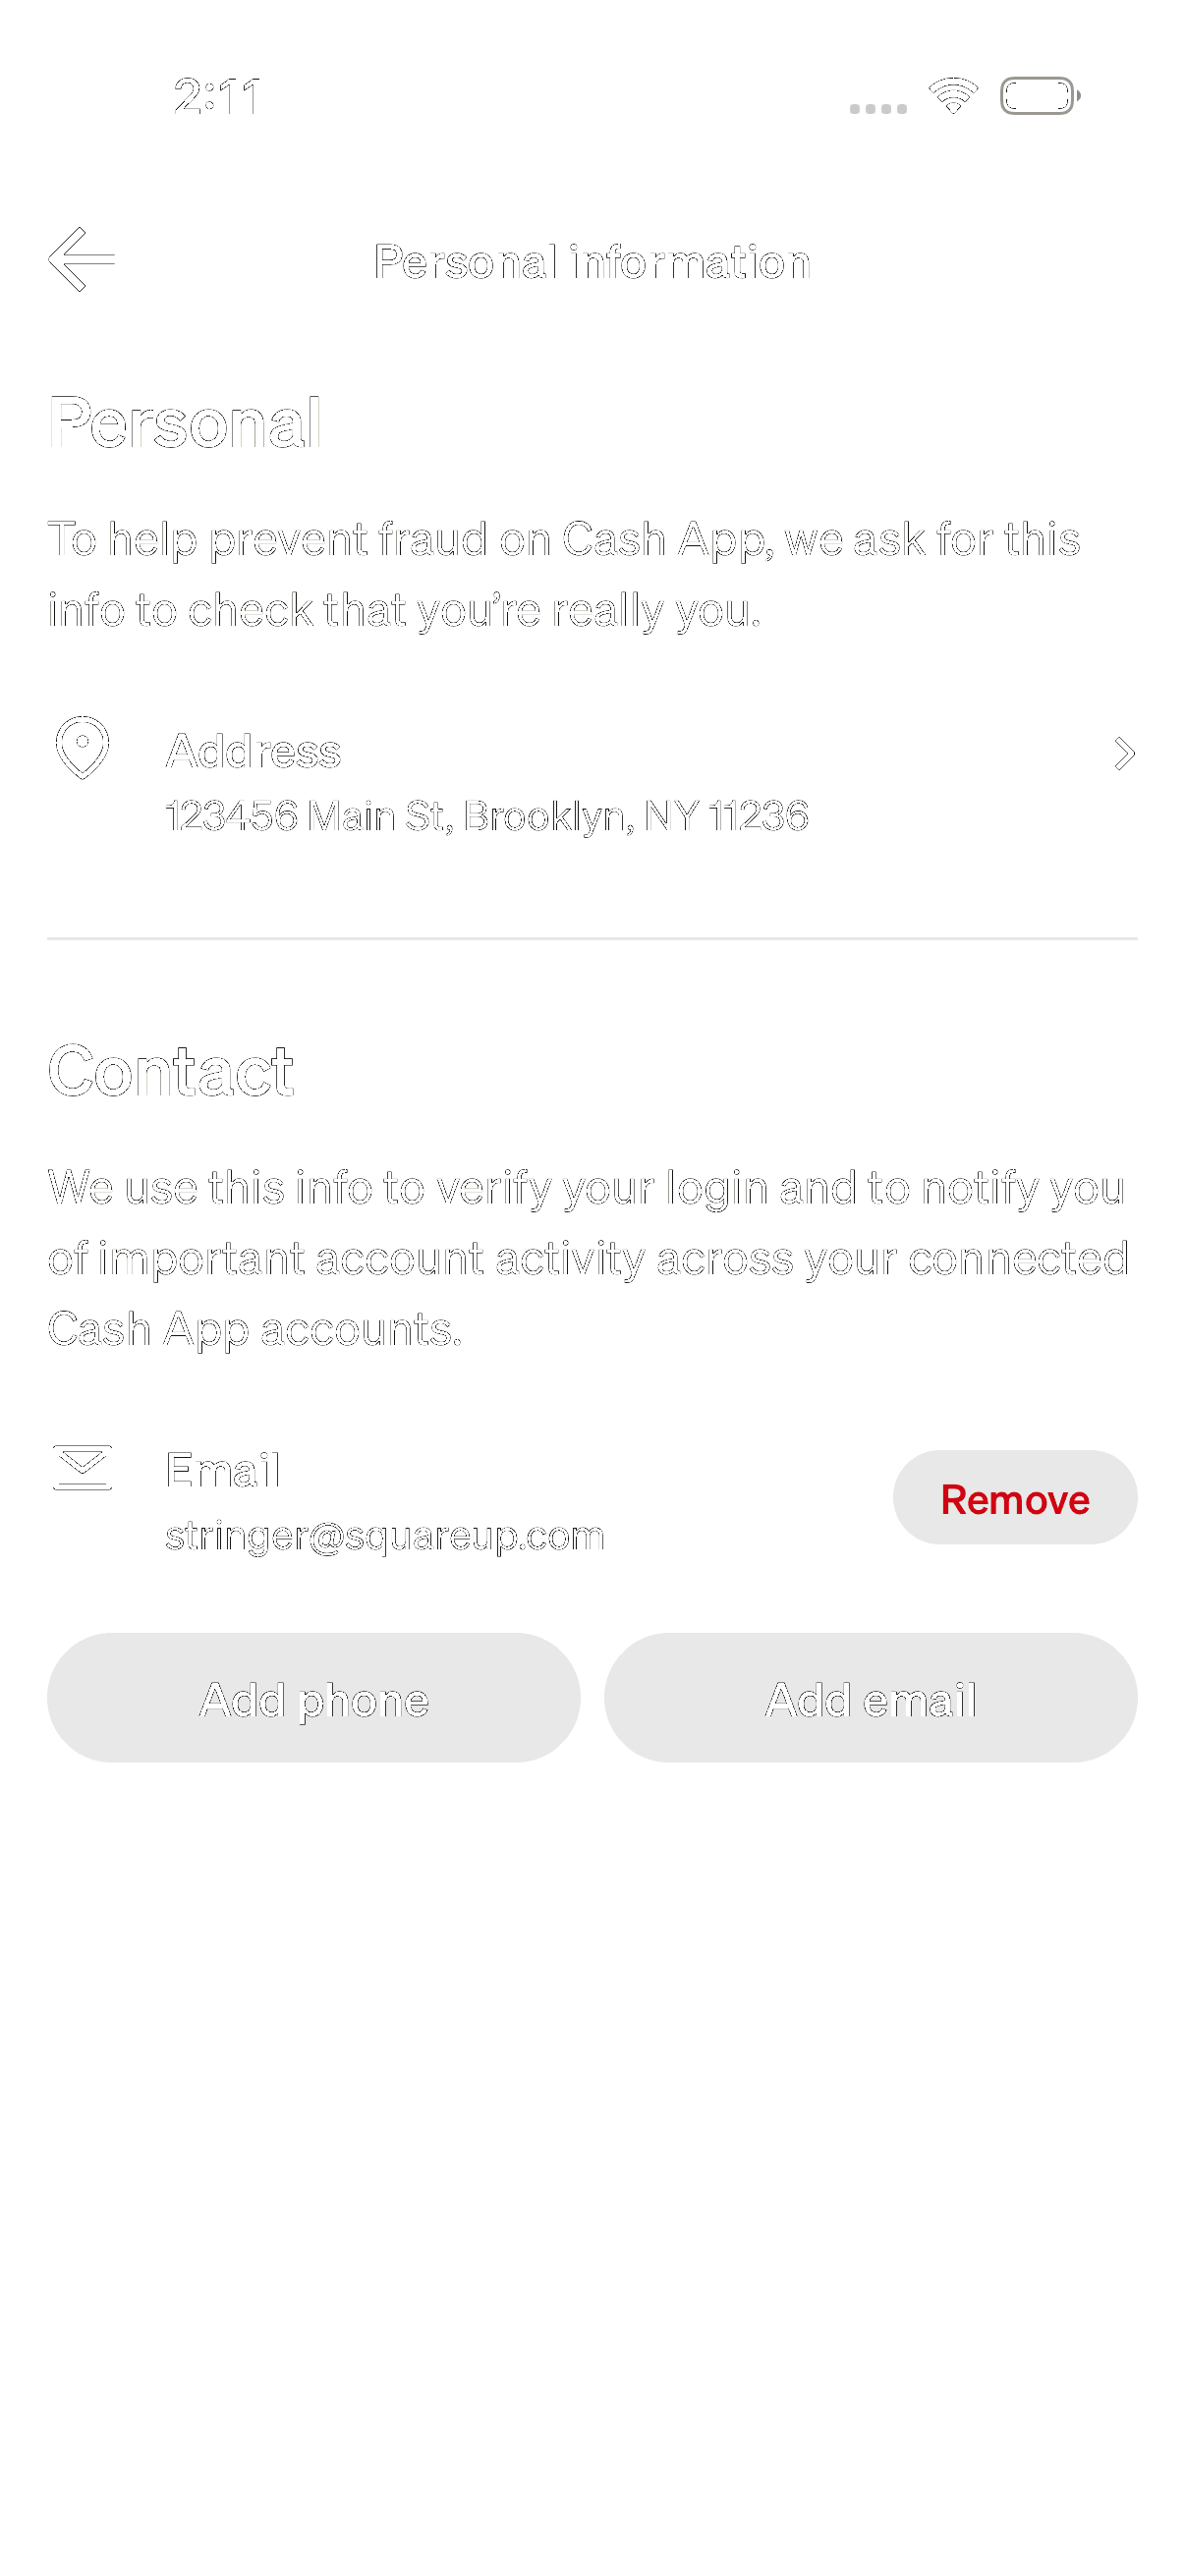 2:11
Personal information
Personal
To help prevent fraud on Cash App, we ask for this
info to check that you’re really you.
Address
123456 Main St, Brooklyn, NY 11236
Contact
We use this info to verify your login and to notify you
of important account activity across your connected
Cash App accounts.
Email
stringer@squareup.com
Remove
Add phone
Add email